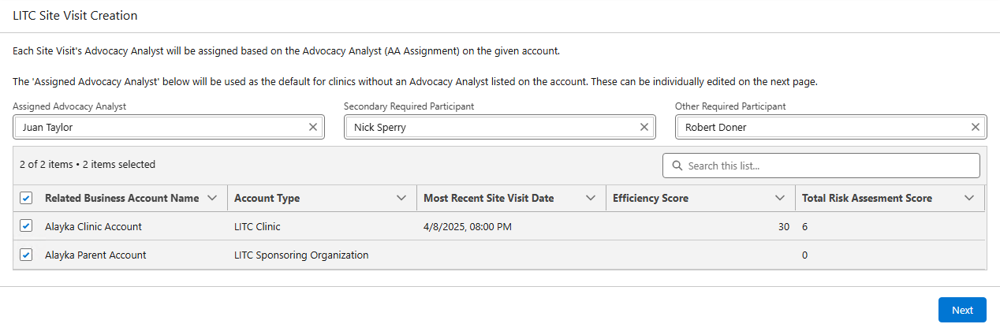 LITC Site Visit Creation
Each Site Visit's Advocacy Analyst will be assigned based on the Advocacy Analyst (AA Assignment) on the given account.
The 'Assigned Advocacy Analyst' below will be used as the default for clinics without an Advocacy Analyst listed on the account. These can be individually edited on the next page.
Assigned Advocacy Analyst Secondary Required Participant Other Required Participant
Juan Taylor Nick Sperry Robert Doner
2 of 2 items • 2 items selected Search this list...
Related Business Account Name Account Type Most Recent Site Visit Date Efficiency Score Total Risk Assesment Score
Alayka Clinic Account LITC Clinic 4/8/2025, 08:00 PM 30 6
Alayka Parent Account LITC Sponsoring Organization 0
Next